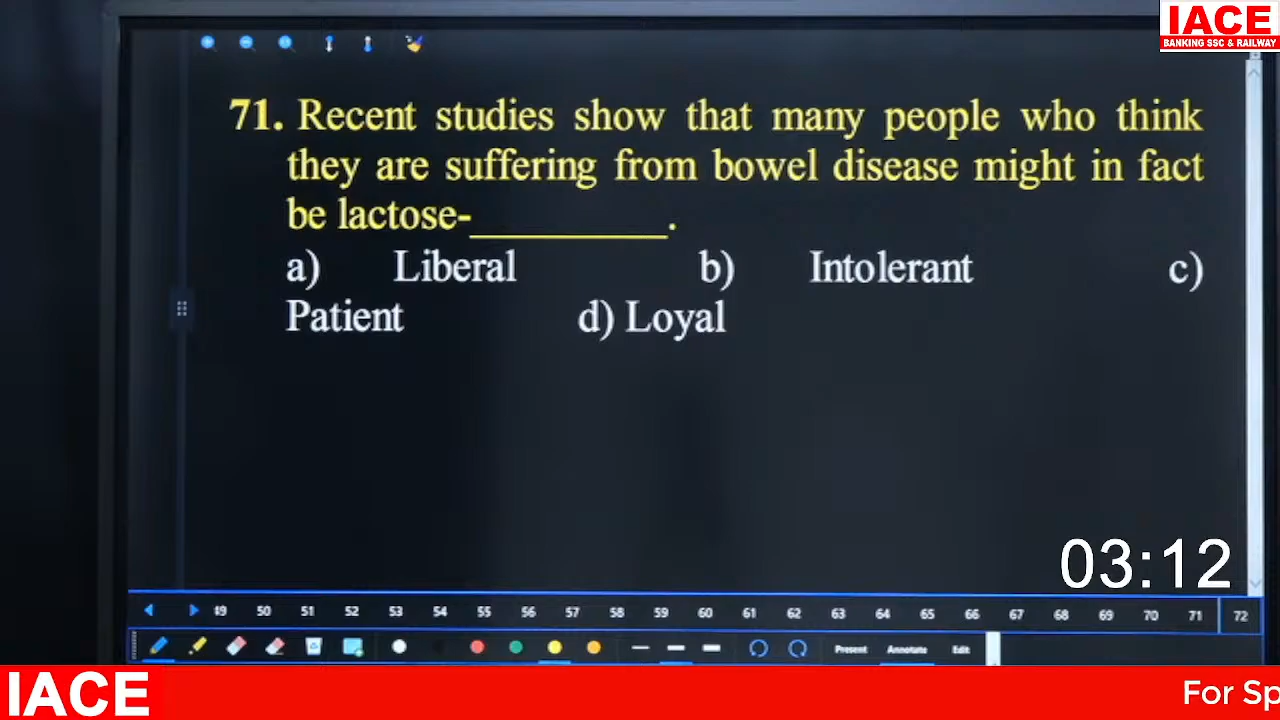 IACE
BANKING SSC & RAILWAY
71. Recent studies show that many people who think
they are suffering from bowel disease might in fact
be lactose-_________.
a) Liberal b) Intolerant c)
Patient d) Loyal
03:12
49 50 51 52 53 54 55 56 57 58 59 60 61 62 63 64 65 66 67 68 69 70 71 72
Present Annotate Edit
IACE
For Sp